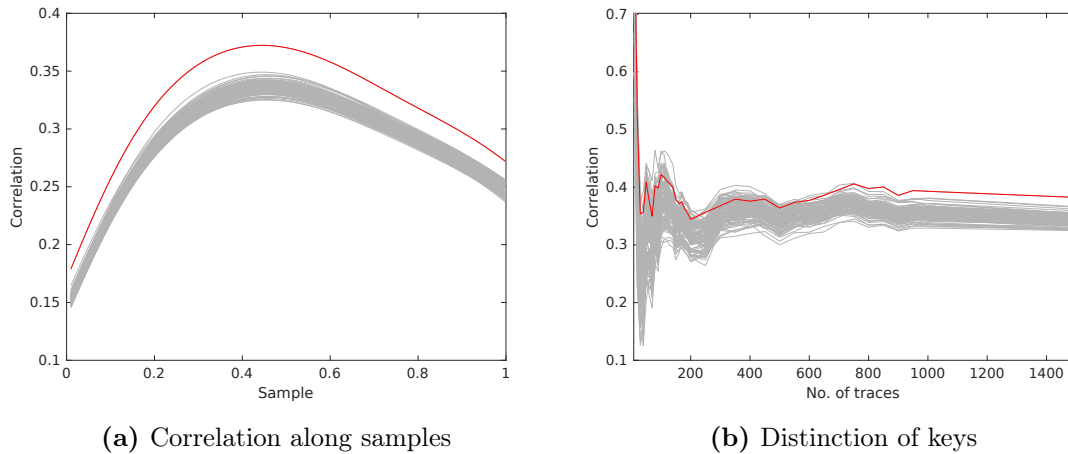 0.4
0.35
0.3
0.25
0.2
0.15
0.1
Correlation
0 0.2 0.4 0.6 0.8 1
Sample
(a) Correlation along samples
0.7
0.6
0.5
0.4
0.3
0.2
0.1
Correlation
200 400 600 800 1000 1200 1400
No. of traces
(b) Distinction of keys